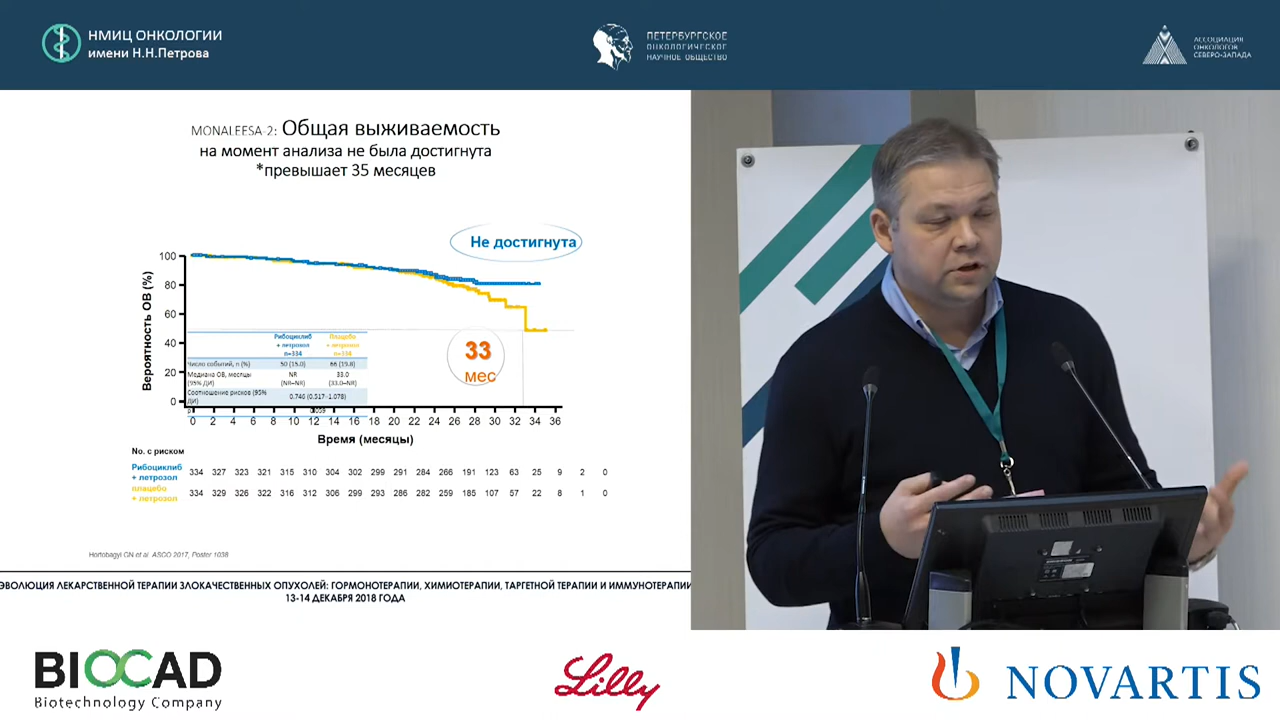 НМИЦ ОНКОЛОГИИ
имени Н.Н.Петрова
ПЕТЕРБУРГСКОЕ
ОНКОЛОГИЧЕСКОЕ
НАУЧНОЕ ОБЩЕСТВО
АССОЦИАЦИЯ
ОНКОЛОГОВ
СЕВЕРО-ЗАПАДА
MONALEESA-2: Общая выживаемость
на момент анализа не была достигнута
*превышает 35 месяцев
Не достигнута
Вероятность ОВ (%)
100
80
60
40
20
0
Рибоциклиб
+ летрозол
n=334
Плацебо
+ летрозол
n=334
Число событий, n (%) 50 (15.0) 66 (19.8)
Медиана ОВ, месяцы NR 33.0
(95% ДИ) (NR–NR) (33.0–NR)
Соотношение рисков (95% ДИ) 0.746 (0.517–1.078)
33
мес
0 2 4 6 8 10 12 14 16 18 20 22 24 26 28 30 32 34 36
Время (месяцы)
No. с риском
Рибоциклиб
+ летрозол
334 327 323 321 315 310 304 302 299 291 284 266 191 123 63 25 9 2 0
плацебо
+ летрозол
334 329 326 322 316 312 306 299 293 286 282 259 185 107 57 22 8 1 0
Hortobagyi GN et al. ASCO 2017, Poster 1038
ЭВОЛЮЦИЯ ЛЕКАРСТВЕННОЙ ТЕРАПИИ ЗЛОКАЧЕСТВЕННЫХ ОПУХОЛЕЙ: ГОРМОНОТЕРАПИИ, ХИМИОТЕРАПИИ, ТАРГЕТНОЙ ТЕРАПИИ И ИММУНОТЕРАПИИ
13-14 ДЕКАБРЯ 2018 ГОДА
BIOCAD
Biotechnology Company
Lilly
NOVARTIS